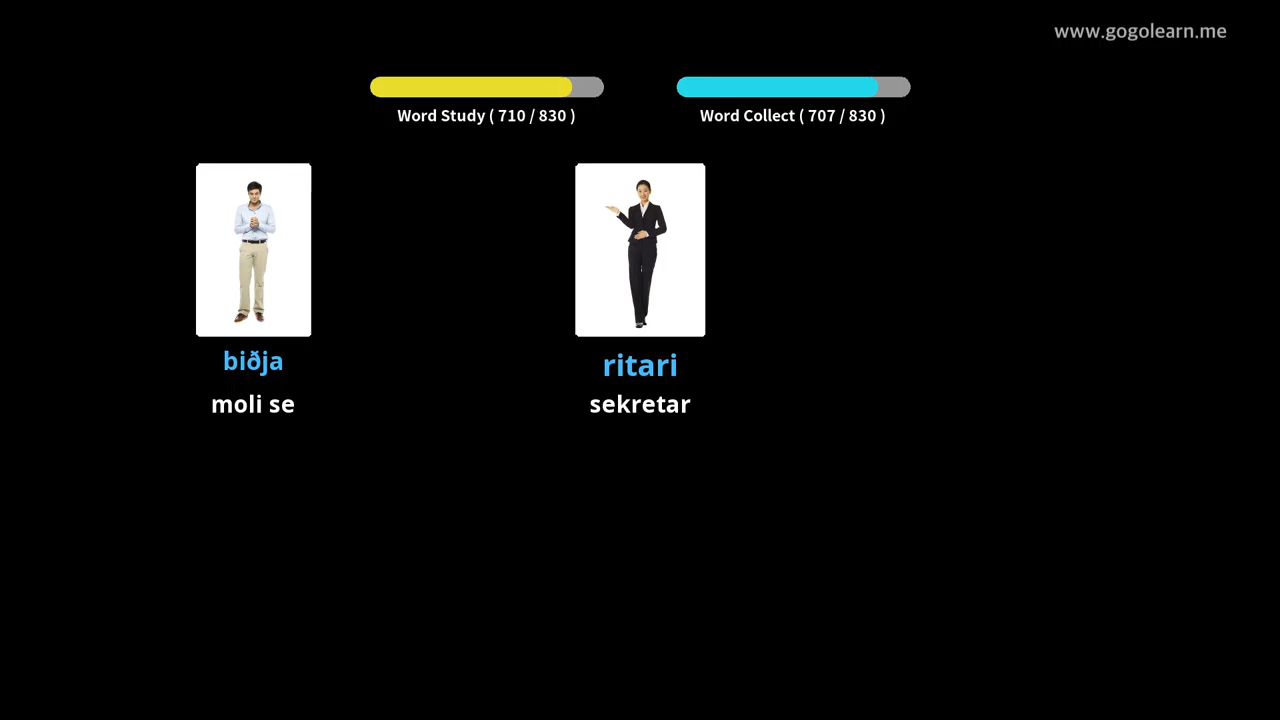 www.gogolearn.me
Word Study ( 710 / 830 )
Word Collect ( 707 / 830 )
biðja
moli se
ritari
sekretar